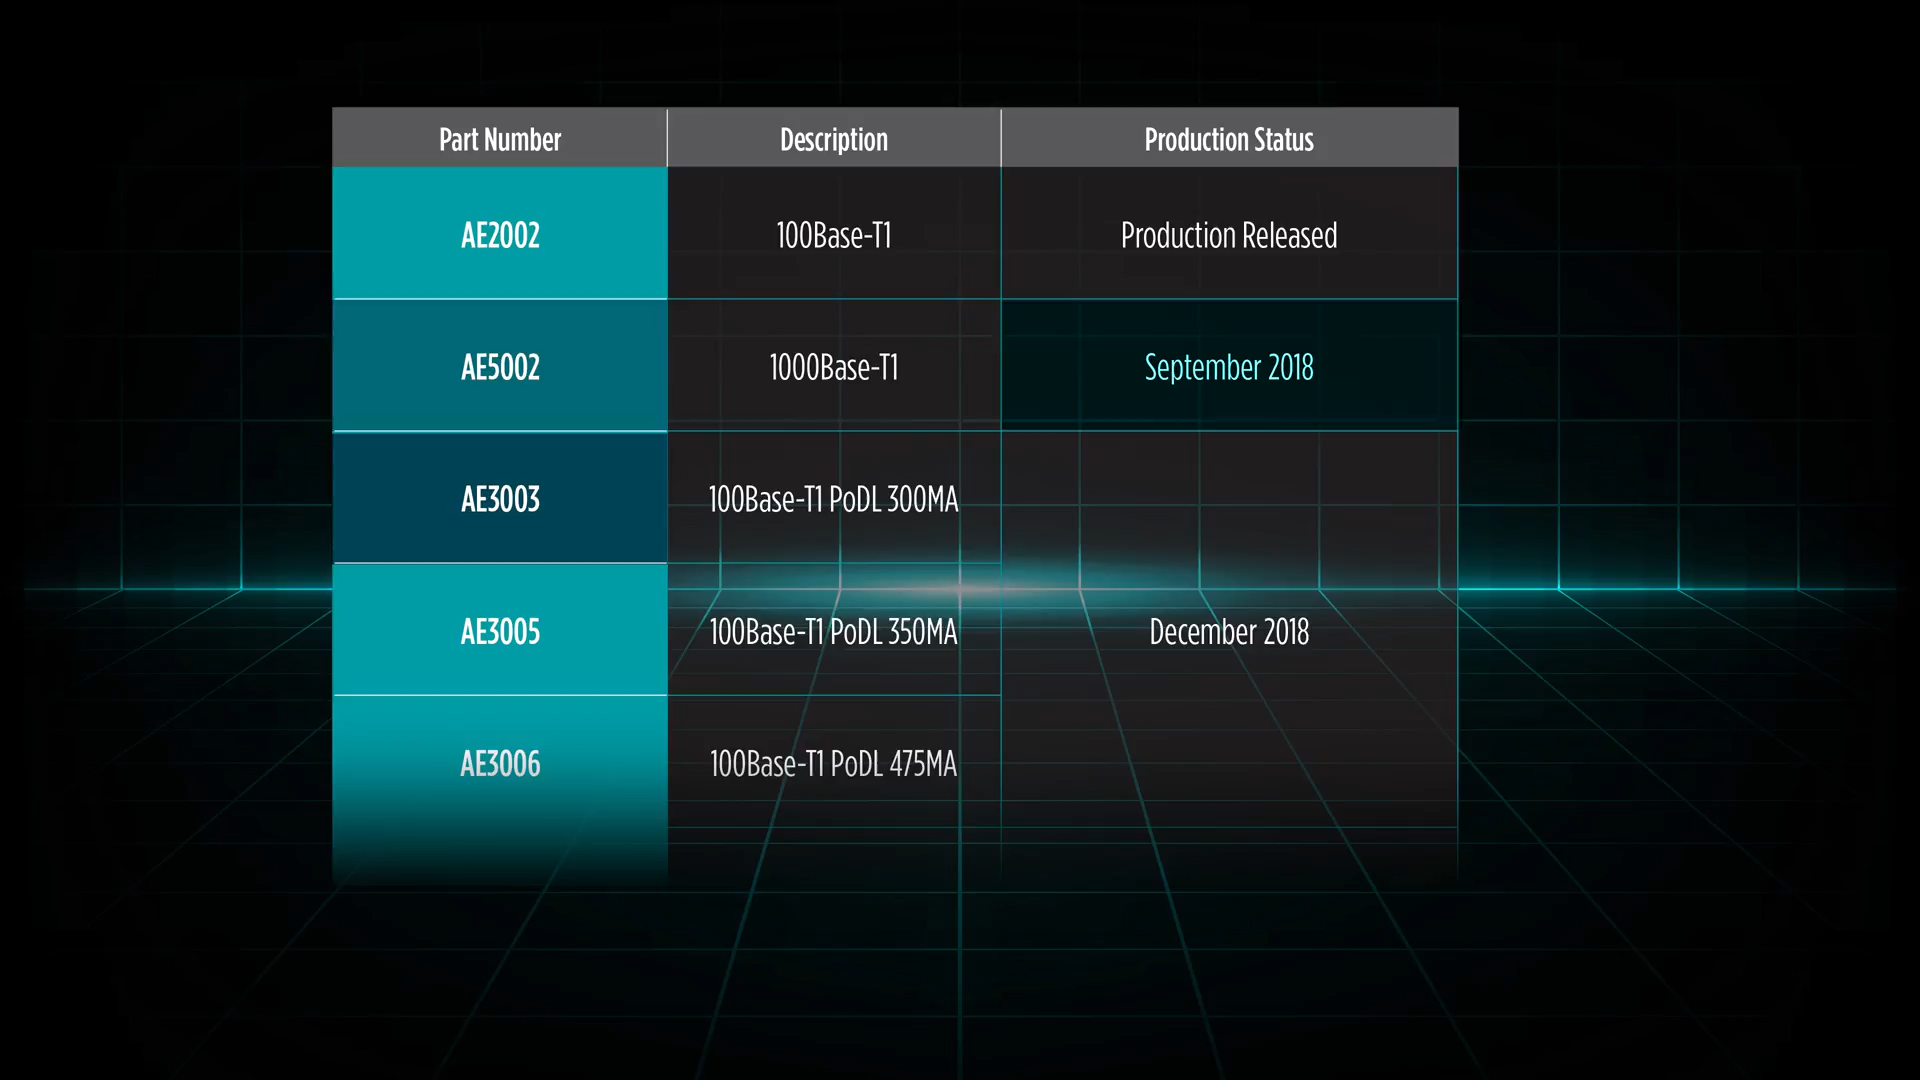 Part Number Description Production Status
AE2002 100Base-T1 Production Released
AE5002 1000Base-T1 September 2018
AE3003 100Base-T1 PoDL 300MA
AE3005 100Base-T1 PoDL 350MA December 2018
AE3006 100Base-T1 PoDL 475MA